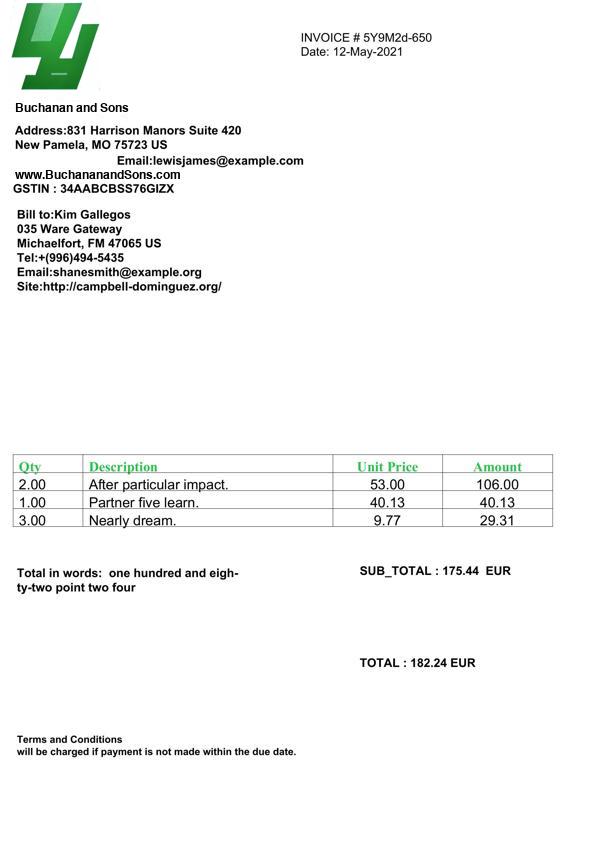 INVOICE # 5Y9M2d-650
Date: 12-May-2021
Buchanan and Sons
Address:831 Harrison Manors Suite 420
New Pamela, MO 75723 US
Email:lewisjames@example.com
www.BuchananandSons.com
GSTIN : 34AABCBSS76GIZX
Bill to:Kim Gallegos
035 Ware Gateway
Michaelfort, FM 47065 US
Tel:+(996)494-5435
Email:shanesmith@example.org
Site:http://campbell-dominguez.org/
Qty Description Unit Price Amount
2.00 After particular impact. 53.00 106.00
1.00 Partner five learn. 40.13 40.13
3.00 Nearly dream. 9.77 29.31
Total in words: one hundred and eigh-
ty-two point two four
SUB_TOTAL : 175.44 EUR
TOTAL : 182.24 EUR
Terms and Conditions
will be charged if payment is not made within the due date.